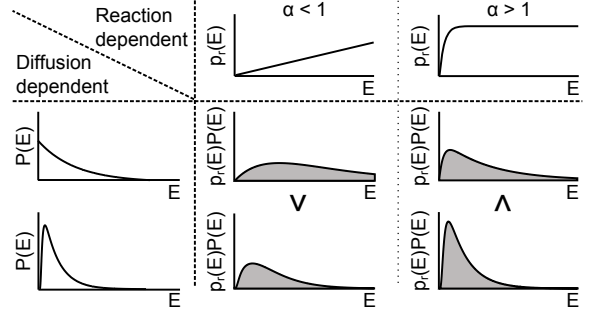 Reaction
dependent
Diffusion
dependent
α < 1
α > 1
pr(E)
E
pr(E)
E
P(E)
E
pr(E)P(E)
E
pr(E)P(E)
E
V
Λ
P(E)
E
pr(E)P(E)
E
pr(E)P(E)
E